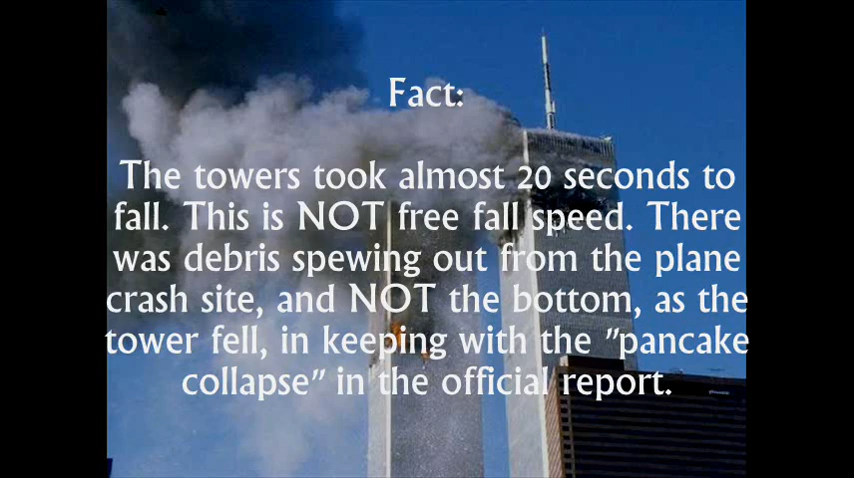 Fact:
The towers took almost 20 seconds to
fall. This is NOT free fall speed. There
was debris spewing out from the plane
crash site, and NOT the bottom, as the
tower fell, in keeping with the "pancake
collapse" in the official report.